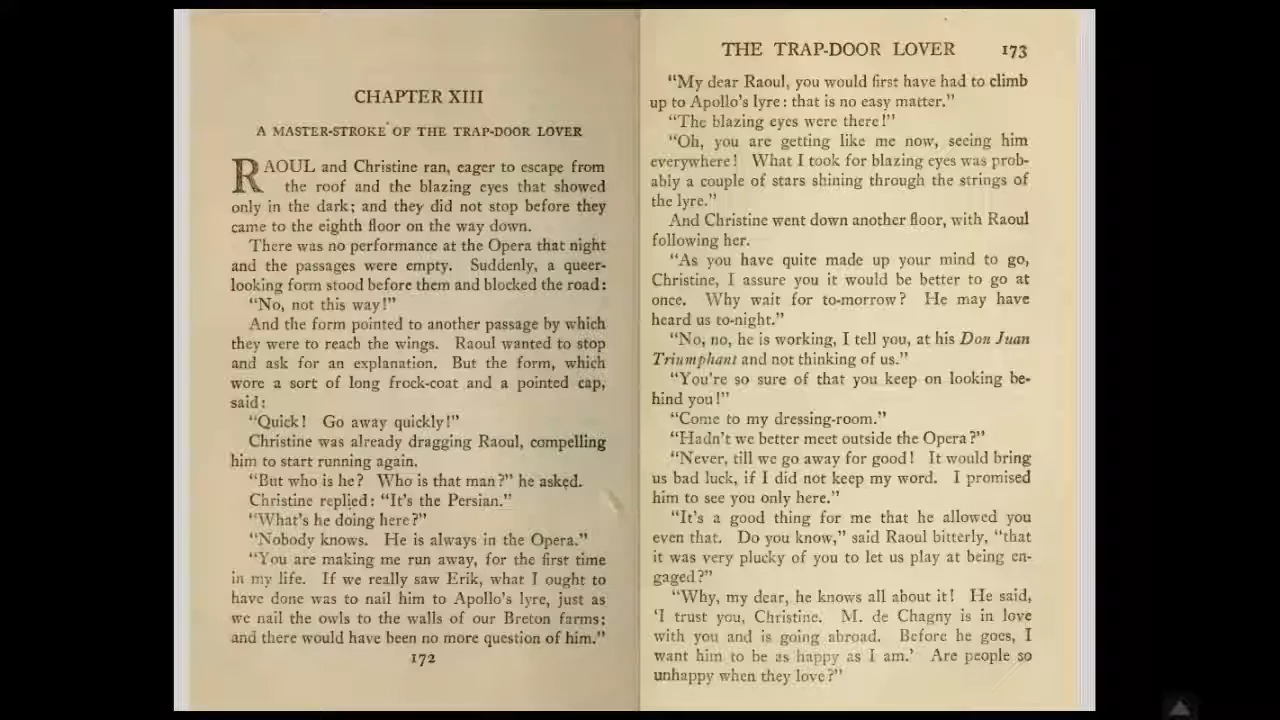 CHAPTER XIII
A MASTER-STROKE OF THE TRAP-DOOR LOVER
RAOUL and Christine ran, eager to escape from
the roof and the blazing eyes that showed
only in the dark; and they did not stop before they
came to the eighth floor on the way down.
There was no performance at the Opera that night
and the passages were empty. Suddenly, a queer-
looking form stood before them and blocked the road:
"No, not this way!"
And the form pointed to another passage by which
they were to reach the wings. Raoul wanted to stop
and ask for an explanation. But the form, which
wore a sort of long frock-coat and a pointed cap,
said:
"Quick! Go away quickly!"
Christine was already dragging Raoul, compelling
him to start running again.
"But who is he? Who is that man?" he asked.
Christine replied: "It's the Persian."
"What's he doing here?"
"Nobody knows. He is always in the Opera."
"You are making me run away, for the first time
in my life. If we really saw Erik, what I ought to
have done was to nail him to Apollo's lyre, just as
we nail the owls to the walls of our Breton farms;
and there would have been no more question of him."
172
THE TRAP-DOOR LOVER 173
"My dear Raoul, you would first have had to climb
up to Apollo's lyre: that is no easy matter."
"The blazing eyes were there!"
"Oh, you are getting like me now, seeing him
everywhere! What I took for blazing eyes was prob-
ably a couple of stars shining through the strings of
the lyre."
And Christine went down another floor, with Raoul
following her.
"As you have quite made up your mind to go,
Christine, I assure you it would be better to go at
once. Why wait for to-morrow? He may have
heard us to-night."
"No, no, he is working, I tell you, at his Don Juan
Triumphant and not thinking of us."
"You're so sure of that you keep on looking be-
hind you!"
"Come to my dressing-room."
"Hadn't we better meet outside the Opera?"
"Never, till we go away for good! It would bring
us bad luck, if I did not keep my word. I promised
him to see you only here."
"It's a good thing for me that he allowed you
even that. Do you know," said Raoul bitterly, "that
it was very plucky of you to let us play at being en-
gaged?"
"Why, my dear, he knows all about it! He said,
'I trust you, Christine. M. de Chagny is in love
with you and is going abroad. Before he goes, I
want him to be as happy as I am.' Are people so
unhappy when they love?"